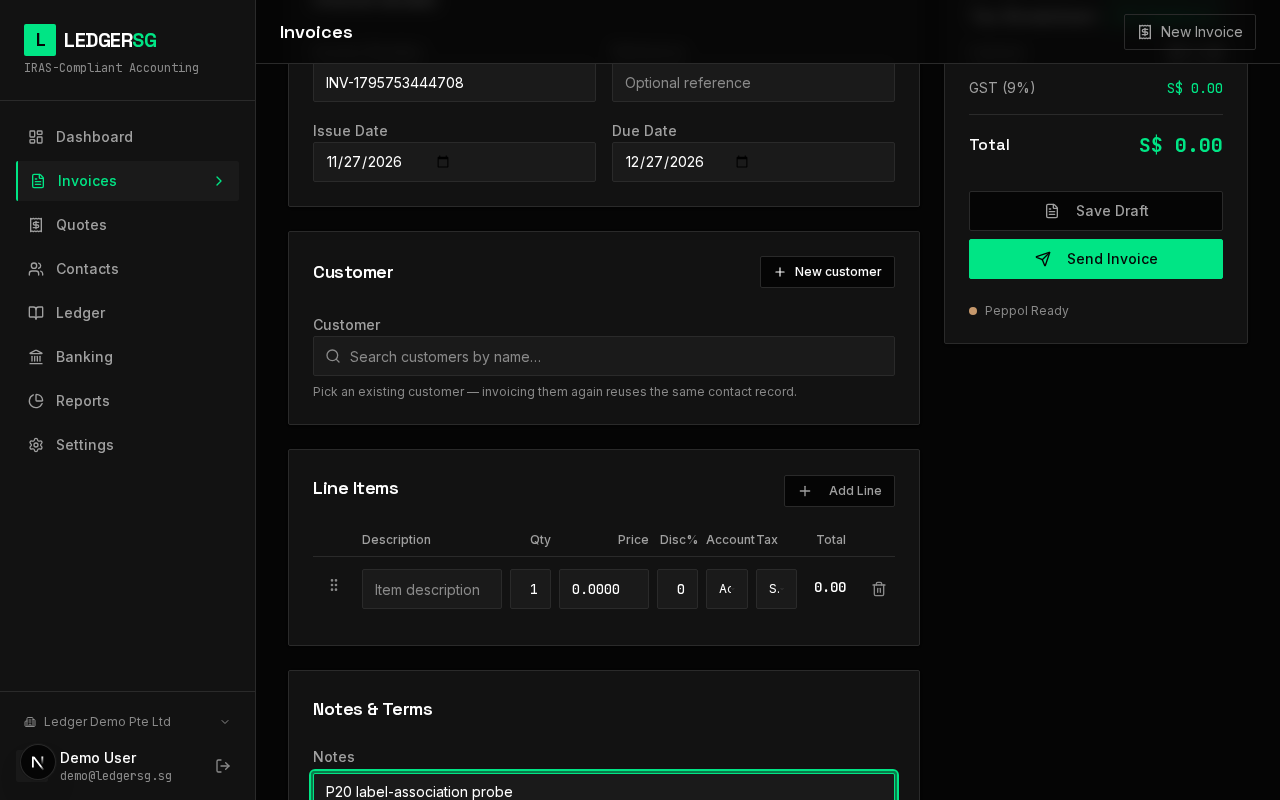 L LEDGERSG
IRAS-Compliant Accounting
Dashboard
Invoices
Quotes
Contacts
Ledger
Banking
Reports
Settings
Ledger Demo Pte Ltd
N Demo User
demo@ledgersg.sg
Invoices
New Invoice
INV-1795753444708
Optional reference
Issue Date
Due Date
11/27/2026
12/27/2026
Customer
New customer
Customer
Search customers by name…
Pick an existing customer — invoicing them again reuses the same contact record.
Line Items
Add Line
Description Qty Price Disc% Account Tax Total
Item description 1 0.0000 0 Ac S. 0.00
Notes & Terms
Notes
P20 label-association probe
GST (9%) S$ 0.00
Total S$ 0.00
Save Draft
Send Invoice
Peppol Ready